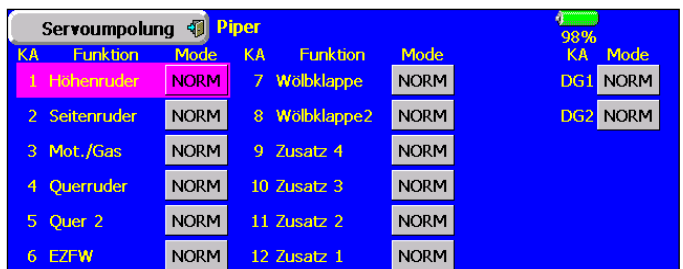 Servoumpolung Piper 98%
KA Funktion Mode KA Funktion Mode KA Mode
1 Höhenruder NORM 7 Wölbklappe NORM DG1 NORM
2 Seitenruder NORM 8 Wölbklappe2 NORM DG2 NORM
3 Mot./Gas NORM 9 Zusatz 4 NORM
4 Querruder NORM 10 Zusatz 3 NORM
5 Quer 2 NORM 11 Zusatz 2 NORM
6 EZFW NORM 12 Zusatz 1 NORM